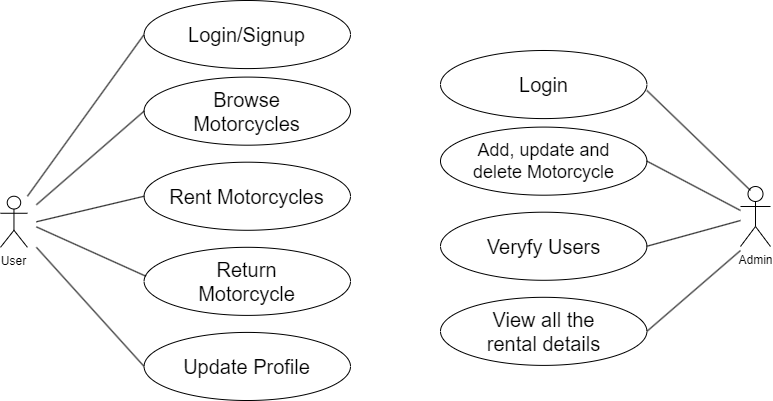 Login/Signup
Browse
Motorcycles
Rent Motorcycles
Return
Motorcycle
Update Profile
User
Login
Add, update and
delete Motorcycle
Veryfy Users
View all the
rental details
Admin